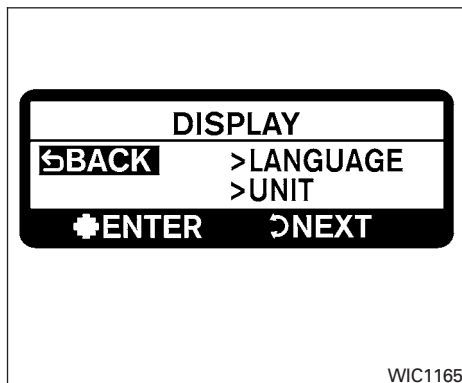 DISPLAY
BACK >LANGUAGE
>UNIT
ENTER NEXT
WIC1165